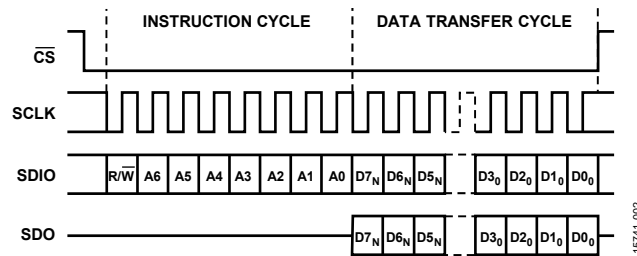 INSTRUCTION CYCLE DATA TRANSFER CYCLE
CS
SCLK
SDIO R/W A6 A5 A4 A3 A2 A1 A0 D7N D6N D5N D30 D20 D10 D00
SDO D7N D6N D5N D30 D20 D10 D00
15741-002